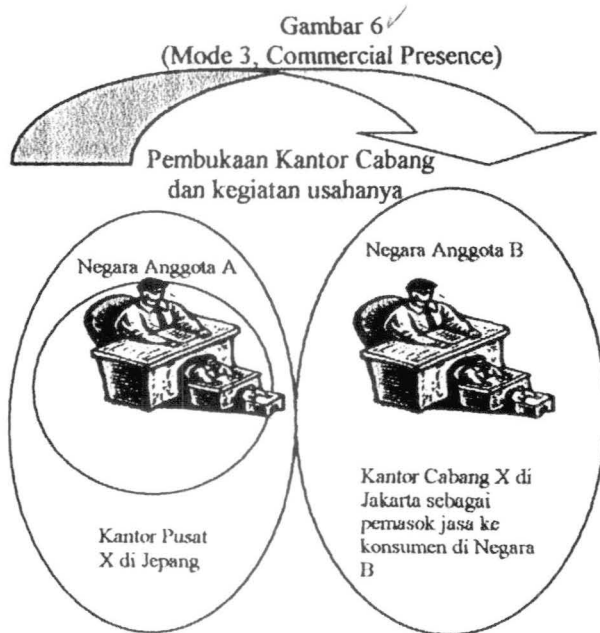 Gambar 6
(Mode 3, Commercial Presence)
Pembukaan Kantor Cabang
dan kegiatan usahanya
Negara Anggota A
Kantor Pusat
X di Jepang
Negara Anggota B
Kantor Cabang X di
Jakarta sebagai
pemasok jasa ke
konsumen di Negara
B